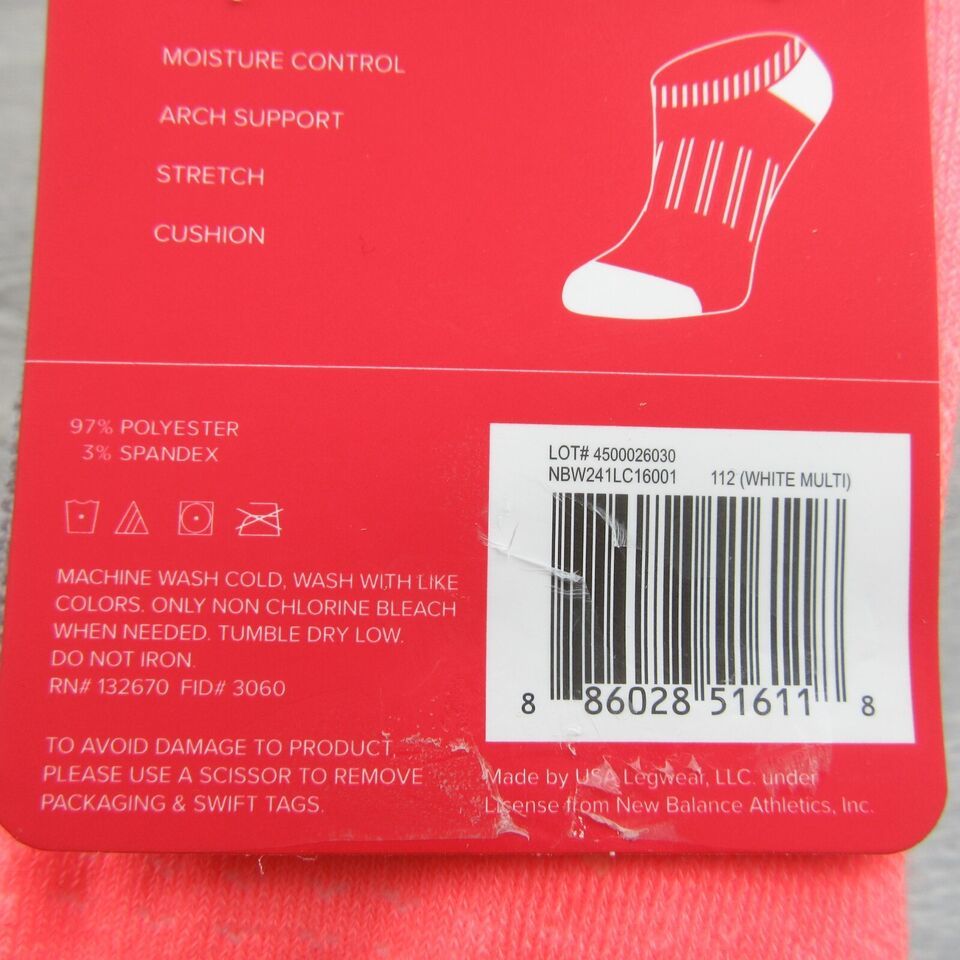 MOISTURE CONTROL
ARCH SUPPORT
STRETCH
CUSHION
97% POLYESTER
3% SPANDEX
MACHINE WASH COLD, WASH WITH LIKE
COLORS. ONLY NON CHLORINE BLEACH
WHEN NEEDED. TUMBLE DRY LOW.
DO NOT IRON.
RN# 132670 FID# 3060
TO AVOID DAMAGE TO PRODUCT
PLEASE USE A SCISSOR TO REMOVE
PACKAGING & SWIFT TAGS.
LOT# 4500026030
NBW241LC16001 112 (WHITE MULTI)
8 86028 51611 8
Made by USA Legwear, LLC. under
License from New Balance Athletics, Inc.